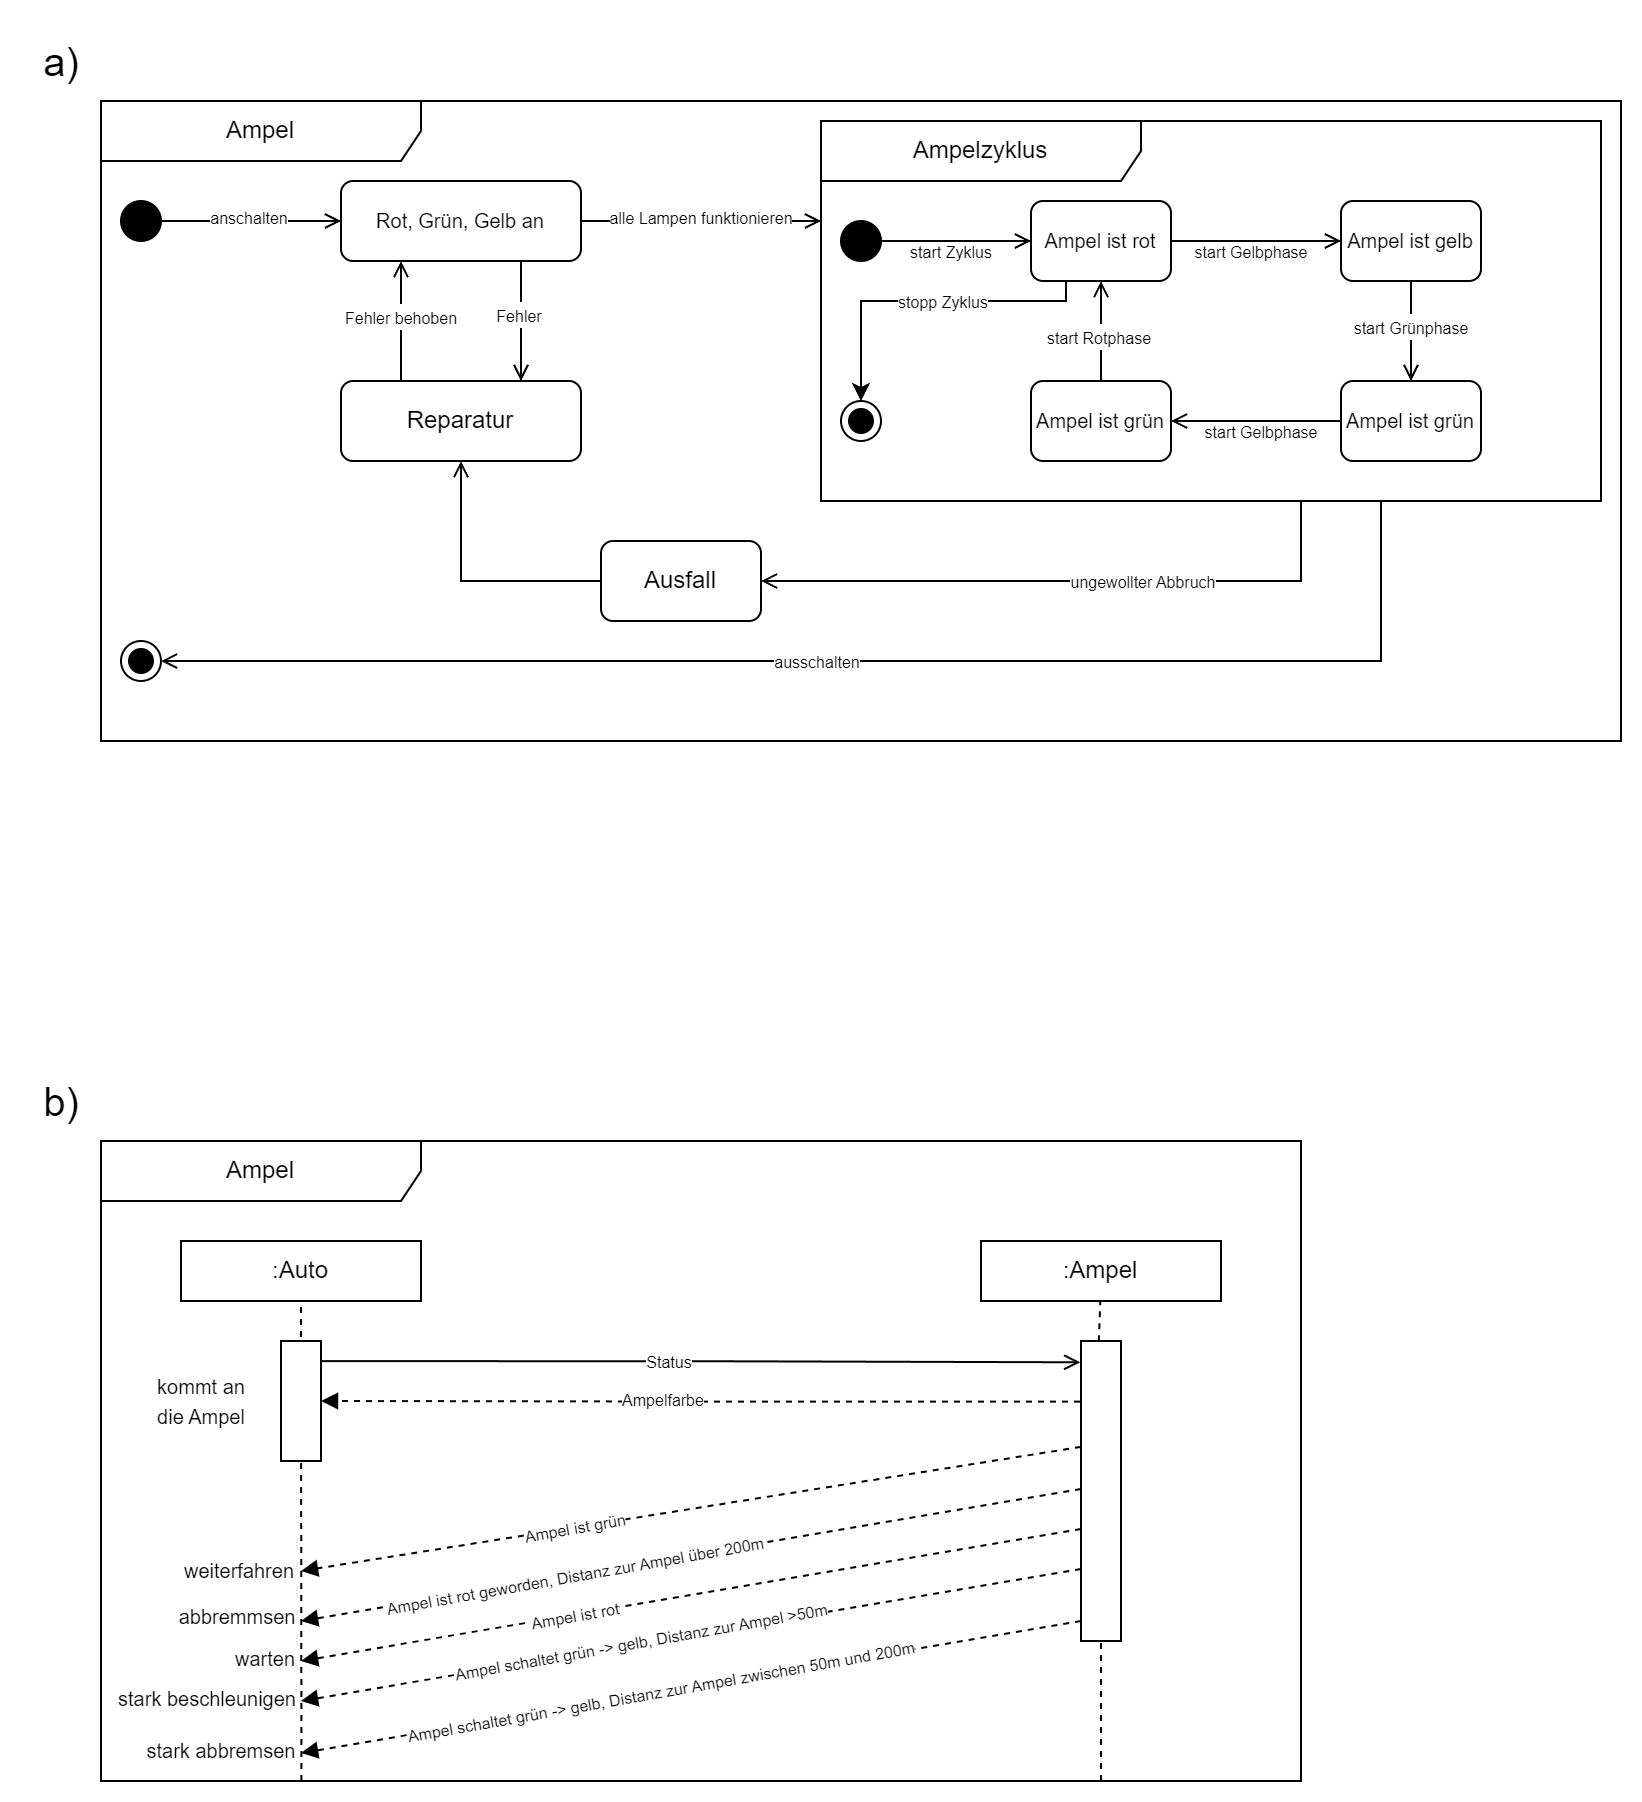 a)
Ampel
Ampelzyklus
anschalten
Rot, Grün, Gelb an
alle Lampen funktionieren
start Zyklus
Ampel ist rot
start Gelbphase
Ampel ist gelb
stopp Zyklus
Fehler behoben
Fehler
start Rotphase
start Grünphase
Reparatur
Ampel ist grün
start Gelbphase
Ampel ist grün
Ausfall
ungewollter Abbruch
ausschalten
b)
Ampel
:Auto
:Ampel
Status
kommt an
die Ampel
Ampelfarbe
Ampel ist grün
weiterfahren
Ampel ist rot geworden, Distanz zur Ampel über 200m
abbremmsen
Ampel ist rot
warten
Ampel schaltet grün -> gelb, Distanz zur Ampel >50m
stark beschleunigen
Ampel schaltet grün -> gelb, Distanz zur Ampel zwischen 50m und 200m
stark abbremsen